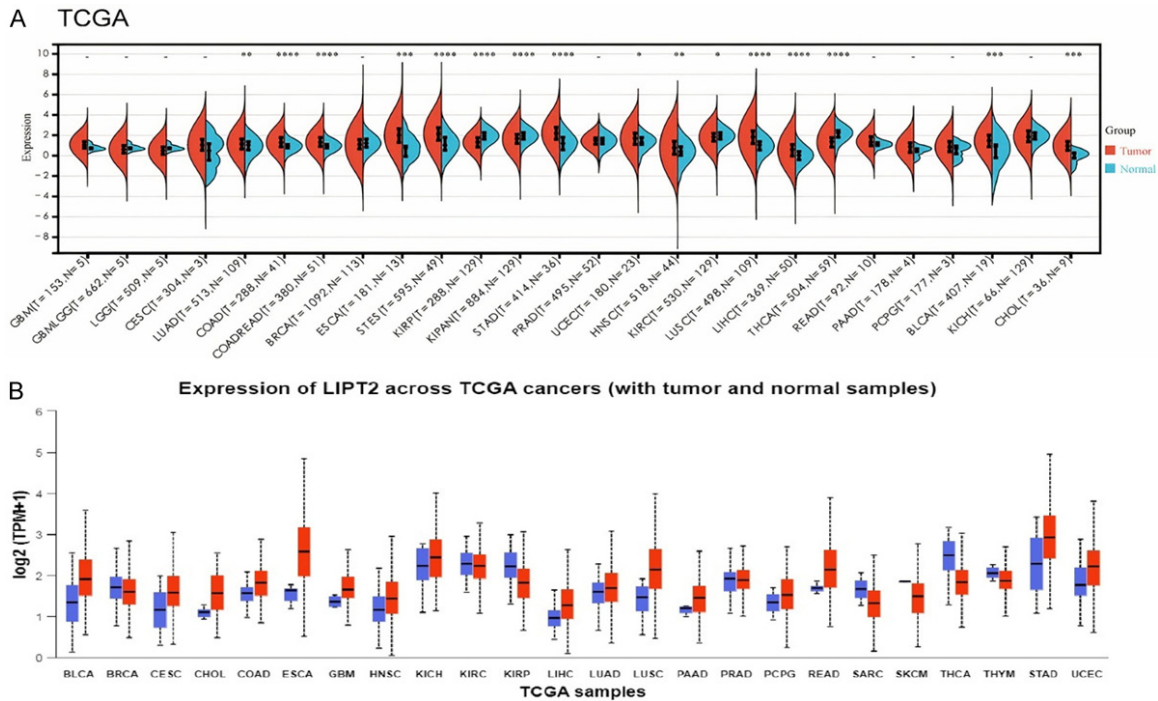 A TCGA
10 - - - - ** **** **** - *** **** **** **** **** - * ** * **** **** **** - - - *** - ***
8
6
4
2
0
-2
-4
-6
-8
Expression
Group
Tumor
Normal
GBM(T=153,N=5)
GBMLGG(T=662,N=5)
LGG(T=509,N=5)
CESC(T=304,N=3)
LUAD(T=513,N=109)
COAD(T=288,N=41)
COADREAD(T=380,N=51)
BRCA(T=1092,N=113)
ESCA(T=181,N=13)
STES(T=595,N=49)
KIRP(T=288,N=129)
KIPAN(T=884,N=129)
STAD(T=414,N=36)
PRAD(T=495,N=52)
UCEC(T=180,N=23)
HNSC(T=518,N=44)
KIRC(T=530,N=129)
LUSC(T=498,N=109)
LIHC(T=369,N=50)
THCA(T=504,N=59)
READ(T=92,N=10)
PAAD(T=178,N=4)
PCPG(T=177,N=3)
BLCA(T=407,N=19)
KICH(T=66,N=129)
CHOL(T=36,N=9)
B Expression of LIPT2 across TCGA cancers (with tumor and normal samples)
6
5
4
3
2
1
0
log2 (TPM+1)
BLCA BRCA CESC CHOL COAD ESCA GBM HNSC KICH KIRC KIRP LIHC LUAD LUSC PAAD PRAD PCPG READ SARC SKCM THCA THYM STAD UCEC
TCGA samples